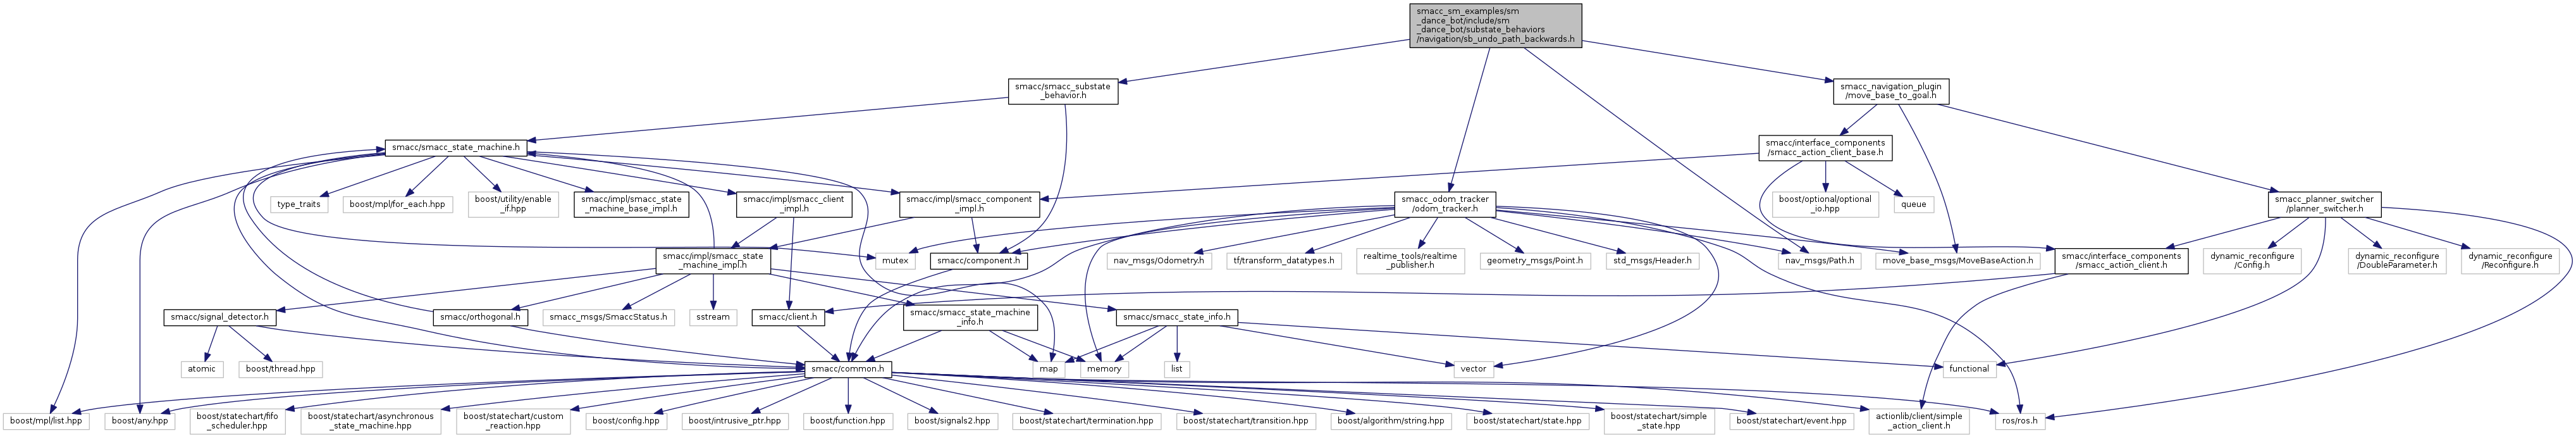 smacc_sm_examples/sm
_dance_bot/include/sm
_dance_bot/substate_behaviors
/navigation/sb_undo_path_backwards.h
smacc/smacc_substate
_behavior.h
smacc_navigation_plugin
/move_base_to_goal.h
smacc/smacc_state_machine.h
smacc/interface_components
/smacc_action_client_base.h
type_traits
boost/mpl/for_each.hpp
boost/utility/enable
_if.hpp
smacc/impl/smacc_state
_machine_base_impl.h
smacc/impl/smacc_client
_impl.h
smacc/impl/smacc_component
_impl.h
smacc_odom_tracker
/odom_tracker.h
boost/optional/optional
_io.hpp
queue
smacc_planner_switcher
/planner_switcher.h
smacc/impl/smacc_state
_machine_impl.h
mutex
smacc/component.h
nav_msgs/Odometry.h
tf/transform_datatypes.h
realtime_tools/realtime
_publisher.h
geometry_msgs/Point.h
std_msgs/Header.h
nav_msgs/Path.h
move_base_msgs/MoveBaseAction.h
smacc/interface_components
/smacc_action_client.h
dynamic_reconfigure
/Config.h
dynamic_reconfigure
/DoubleParameter.h
dynamic_reconfigure
/Reconfigure.h
smacc/signal_detector.h
smacc/orthogonal.h
smacc_msgs/SmaccStatus.h
sstream
smacc/client.h
smacc/smacc_state_machine
_info.h
smacc/smacc_state_info.h
atomic
boost/thread.hpp
smacc/common.h
map
memory
list
vector
functional
boost/mpl/list.hpp
boost/any.hpp
boost/statechart/fifo
_scheduler.hpp
boost/statechart/asynchronous
_state_machine.hpp
boost/statechart/custom
_reaction.hpp
boost/config.hpp
boost/intrusive_ptr.hpp
boost/function.hpp
boost/signals2.hpp
boost/statechart/termination.hpp
boost/statechart/transition.hpp
boost/algorithm/string.hpp
boost/statechart/state.hpp
boost/statechart/simple
_state.hpp
boost/statechart/event.hpp
actionlib/client/simple
_action_client.h
ros/ros.h